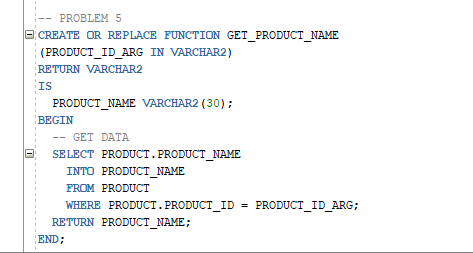 -- PROBLEM 5
CREATE OR REPLACE FUNCTION GET_PRODUCT_NAME
(PRODUCT_ID_ARG IN VARCHAR2)
RETURN VARCHAR2
IS
  PRODUCT_NAME VARCHAR2(30);
BEGIN
  -- GET DATA
  SELECT PRODUCT.PRODUCT_NAME
    INTO PRODUCT_NAME
    FROM PRODUCT
    WHERE PRODUCT.PRODUCT_ID = PRODUCT_ID_ARG;
  RETURN PRODUCT_NAME;
END;